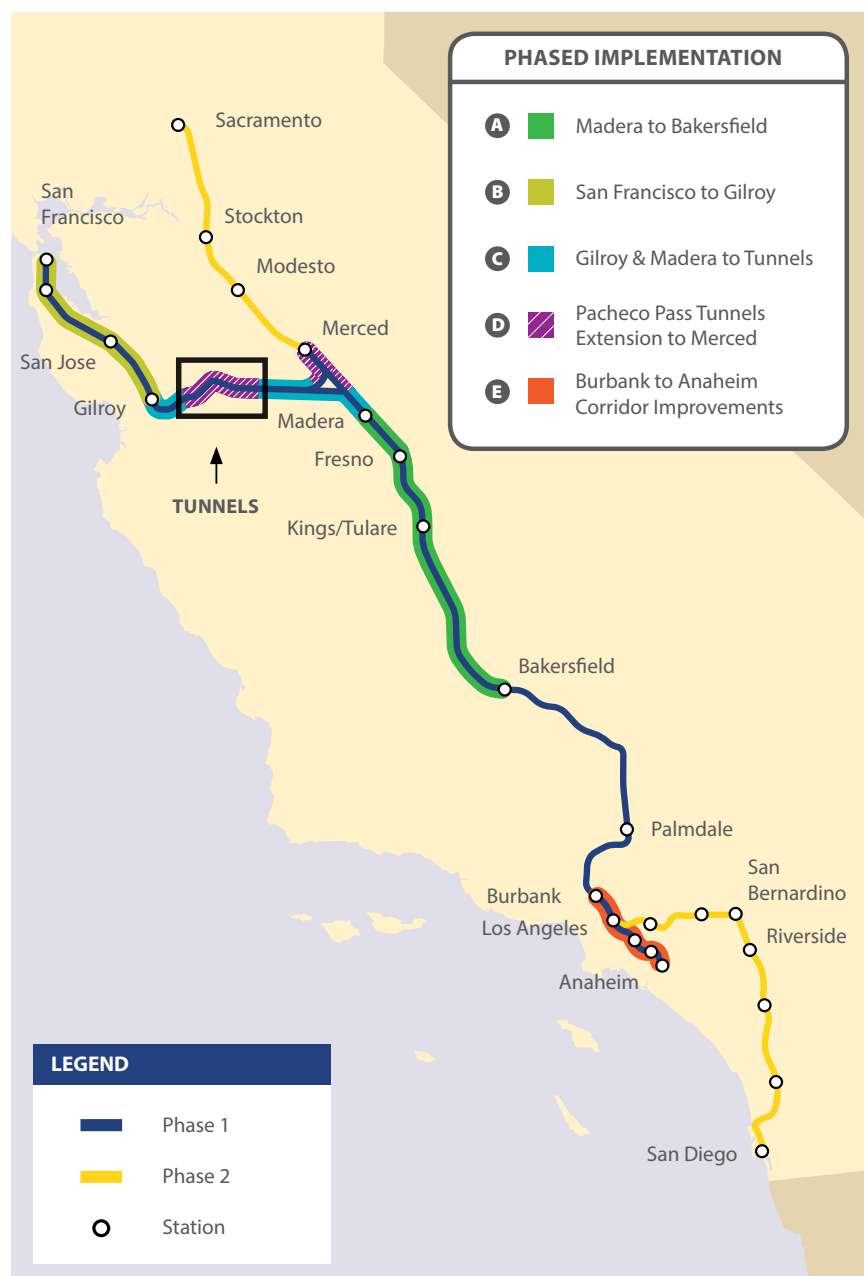 PHASED IMPLEMENTATION
A Madera to Bakersfield
B San Francisco to Gilroy
C Gilroy & Madera to Tunnels
D Pacheco Pass Tunnels
Extension to Merced
E Burbank to Anaheim
Corridor Improvements
Sacramento
San
Francisco
Stockton
Modesto
Merced
San Jose
Gilroy
Madera
Fresno
TUNNELS
Kings/Tulare
Bakersfield
Palmdale
San
Bernardino
Burbank
Los Angeles
Riverside
Anaheim
San Diego
LEGEND
Phase 1
Phase 2
Station